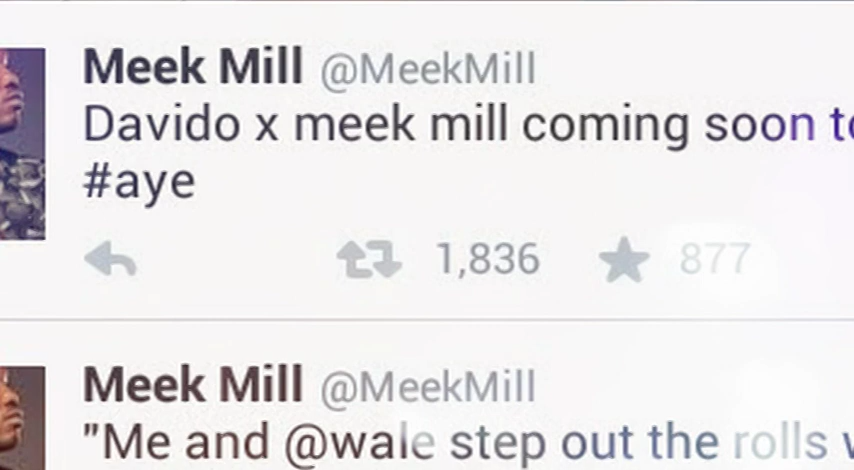 Meek Mill @MeekMill
Davido x meek mill coming soon
#aye
1,836 877
Meek Mill @MeekMill
"Me and @wale step out the rolls